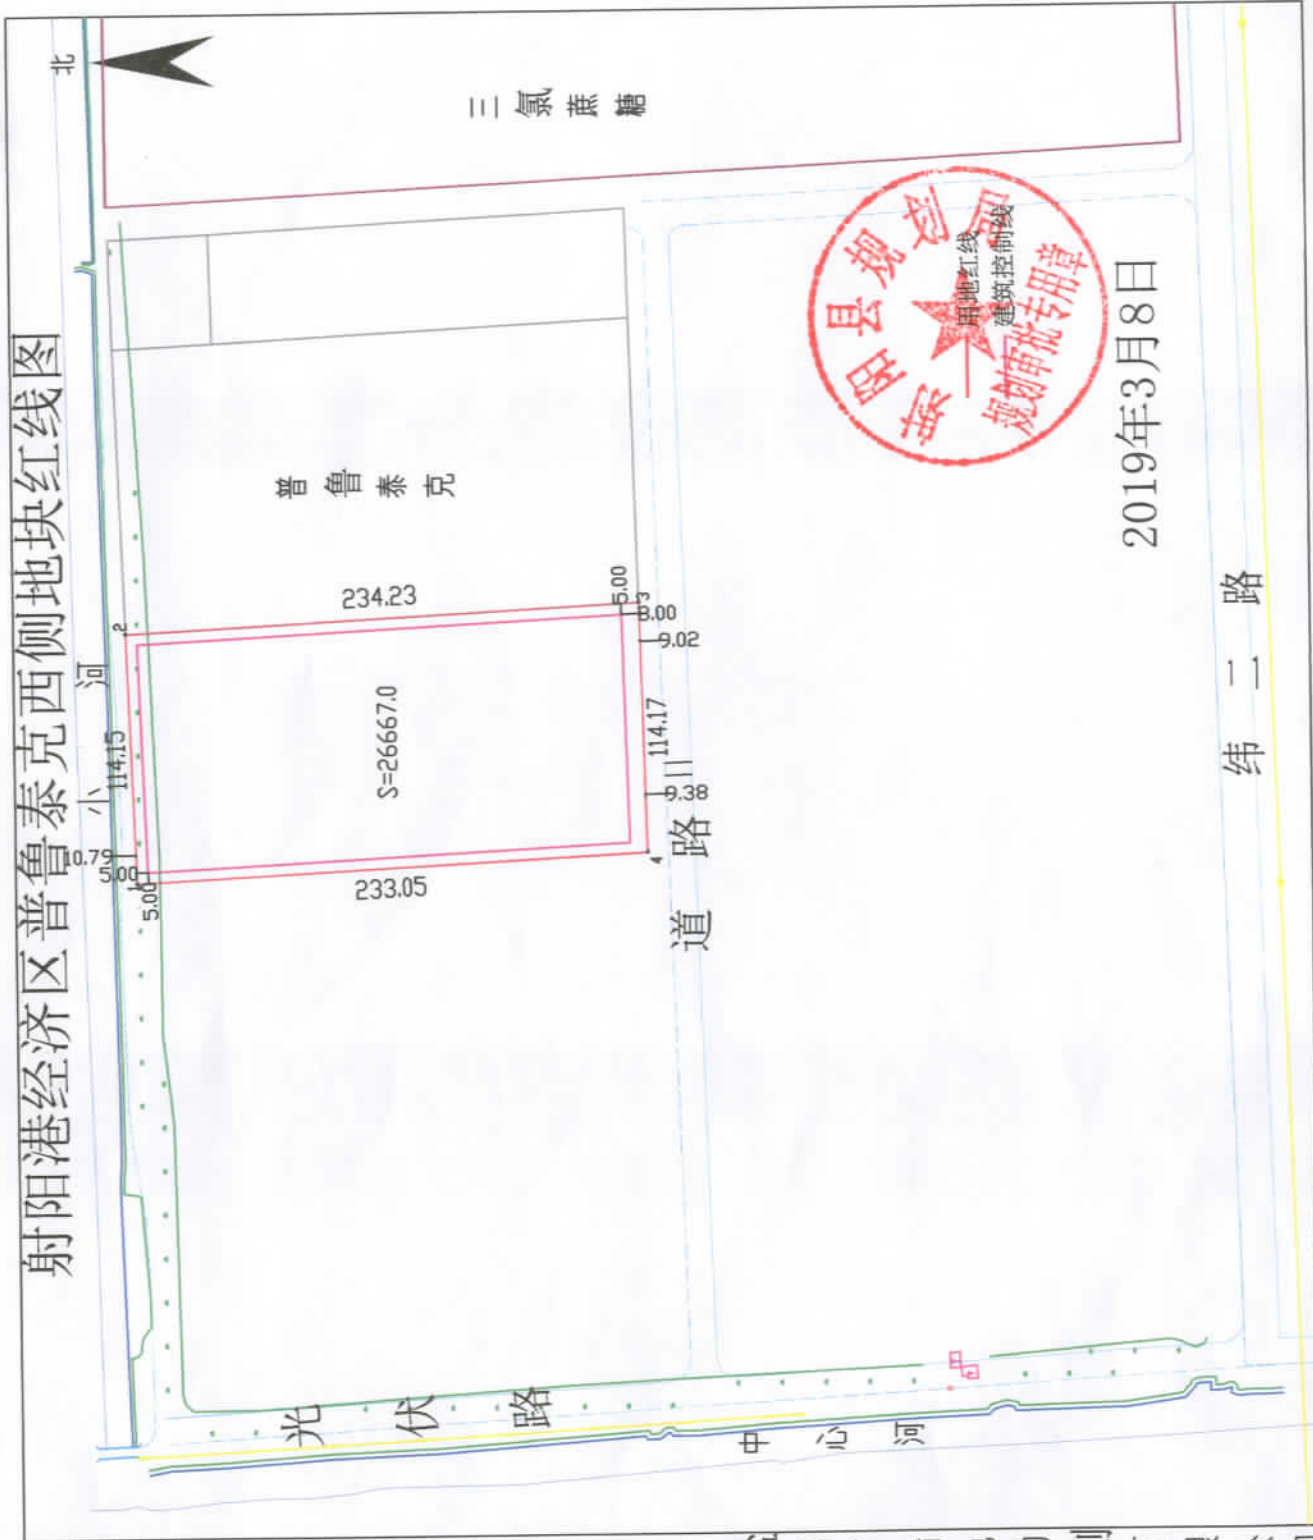 射阳港经济区普鲁泰克西侧地块红线图
北
三氯蔗糖
普鲁泰克
小河
10.79
114.15
5.00
1
5.00
2
234.23
S=26667.0
233.05
5.00
3
8.00
9.02
114.17
9.38
4
道路
光伏路
中心河
射阳县规划局
用地红线
建筑控制线
规划审批专用章
2019年3月8日
纬二路